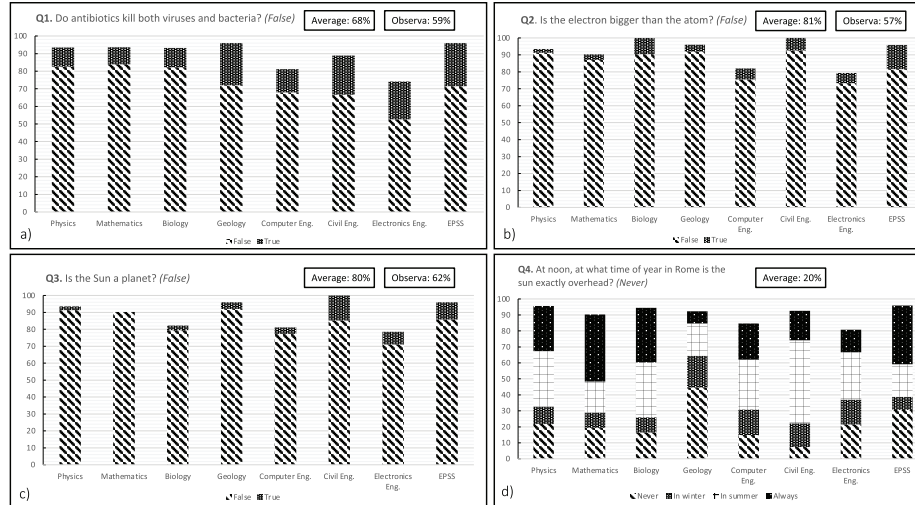 Q1. Do antibiotics kill both viruses and bacteria? (False)
Average: 68%
Observa: 59%
100
90
80
70
60
50
40
30
20
10
0
Physics
Mathematics
Biology
Geology
Computer Eng.
Civil Eng.
Electronics Eng.
EPSS
a)
False
True
Q2. Is the electron bigger than the atom? (False)
Average: 81%
Observa: 57%
100
90
80
70
60
50
40
30
20
10
0
Physics
Mathematics
Biology
Geology
Computer
Eng.
Civil Eng.
Electronics
Eng.
EPSS
b)
False
True
Q3. Is the Sun a planet? (False)
Average: 80%
Observa: 62%
100
90
80
70
60
50
40
30
20
10
0
Physics
Mathematics
Biology
Geology
Computer Eng.
Civil Eng.
Electronics
Eng.
EPSS
c)
False
True
Q4. At noon, at what time of year in Rome is the
sun exactly overhead? (Never)
Average: 20%
100
90
80
70
60
50
40
30
20
10
0
Physics
Mathematics
Biology
Geology
Computer
Eng.
Civil Eng.
Electronics
Eng.
EPSS
d)
Never
In winter
In summer
Always